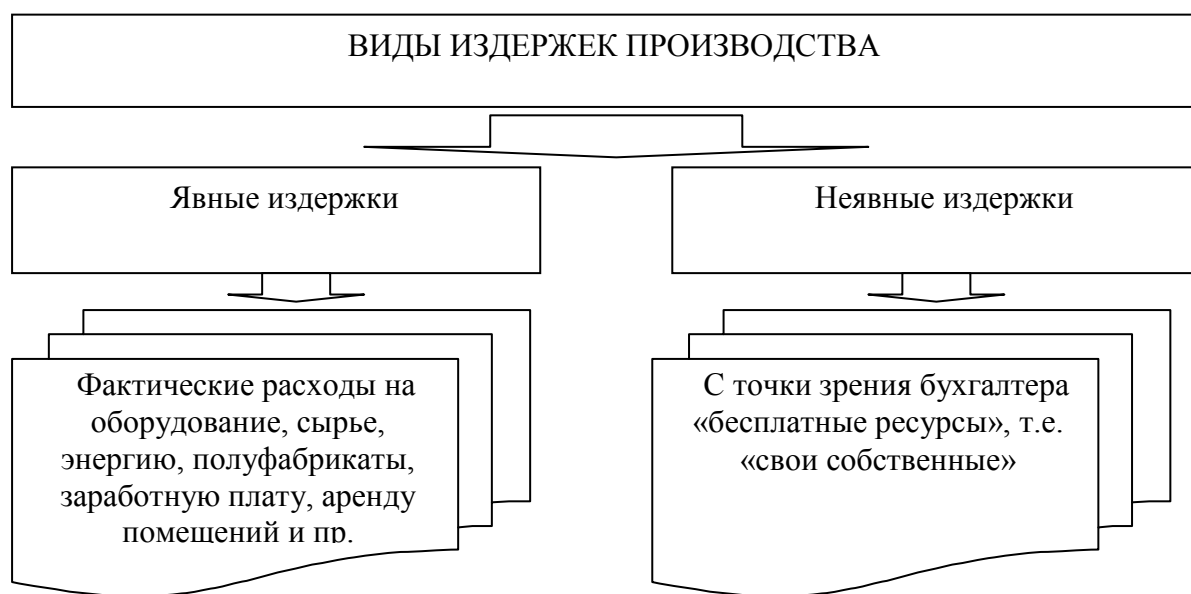 ВИДЫ ИЗДЕРЖЕК ПРОИЗВОДСТВА
Явные издержки
Неявные издержки
Фактические расходы на
оборудование, сырье,
энергию, полуфабрикаты,
заработную плату, аренду
помещений и пр.
С точки зрения бухгалтера
«бесплатные ресурсы», т.е.
«свои собственные»